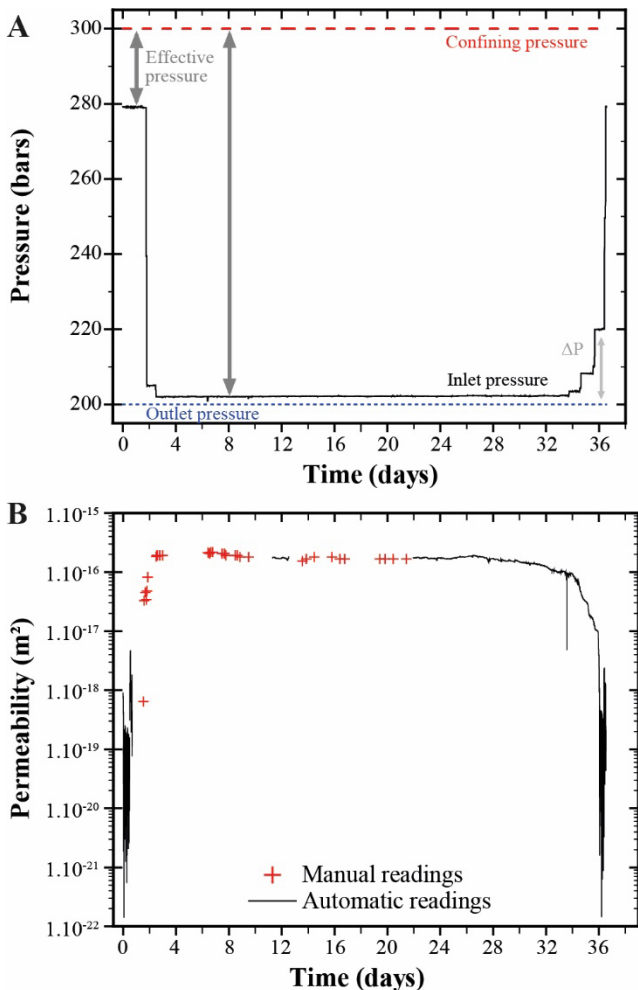 A
Pressure (bars)
300
280
260
240
220
200
Confining pressure
Effective
pressure
ΔP
Inlet pressure
Outlet pressure
0 4 8 12 16 20 24 28 32 36
Time (days)
B
Permeability (m²)
1.10⁻¹⁵
1.10⁻¹⁶
1.10⁻¹⁷
1.10⁻¹⁸
1.10⁻¹⁹
1.10⁻²⁰
1.10⁻²¹
1.10⁻²²
Manual readings
Automatic readings
0 4 8 12 16 20 24 28 32 36
Time (days)